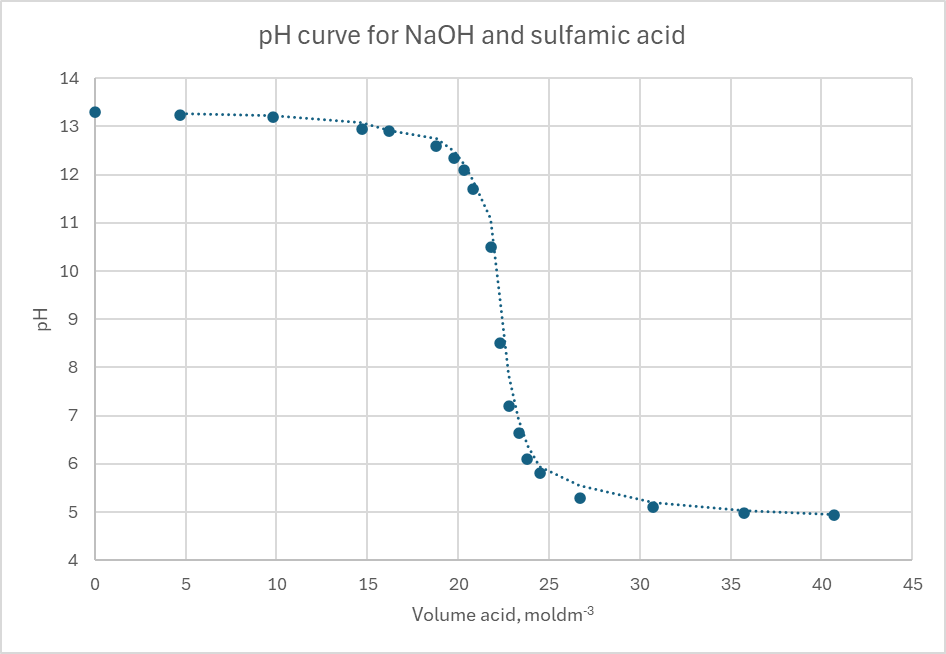 pH curve for NaOH and sulfamic acid
14
13
12
11
10
9
8
7
6
5
4
pH
0 5 10 15 20 25 30 35 40 45
Volume acid, moldm⁻³